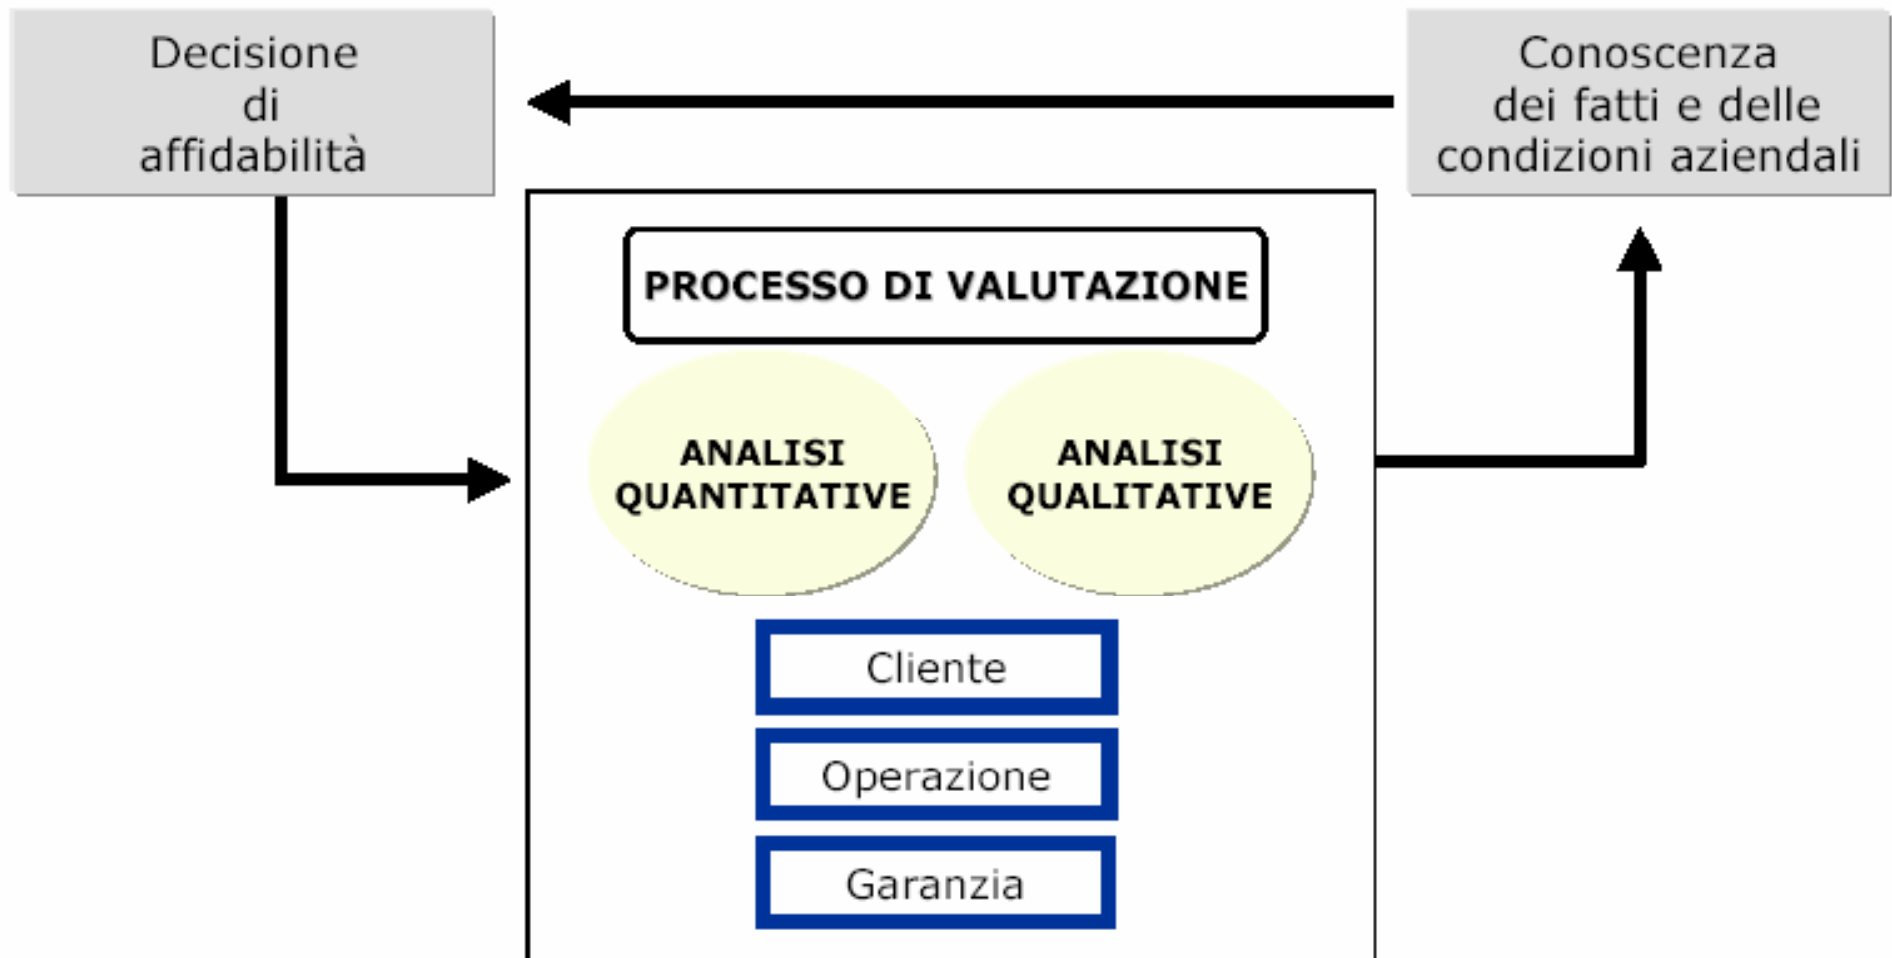 Decisione
di
affidabilità
Conoscenza
dei fatti e delle
condizioni aziendali
PROCESSO DI VALUTAZIONE
ANALISI
QUANTITATIVE
ANALISI
QUALITATIVE
Cliente
Operazione
Garanzia